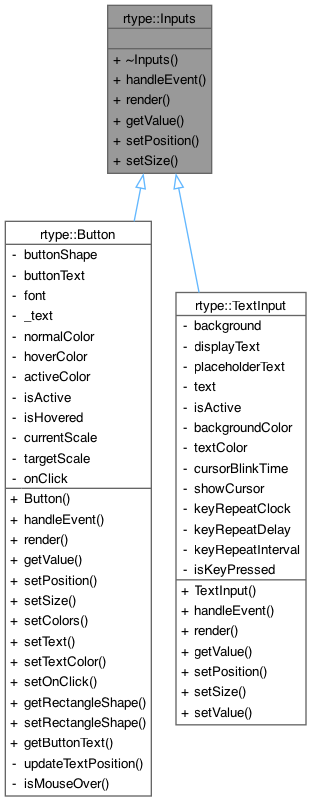 rtype::Inputs
+ ~Inputs()
+ handleEvent()
+ render()
+ getValue()
+ setPosition()
+ setSize()
rtype::Button
- buttonShape
- buttonText
- font
- _text
- normalColor
- hoverColor
- activeColor
- isActive
- isHovered
- currentScale
- targetScale
- onClick
+ Button()
+ handleEvent()
+ render()
+ getValue()
+ setPosition()
+ setSize()
+ setColors()
+ setText()
+ setTextColor()
+ setOnClick()
+ getRectangleShape()
+ setRectangleShape()
+ getButtonText()
- updateTextPosition()
- isMouseOver()
rtype::TextInput
- background
- displayText
- placeholderText
- text
- isActive
- backgroundColor
- textColor
- cursorBlinkTime
- showCursor
- keyRepeatClock
- keyRepeatDelay
- keyRepeatInterval
- isKeyPressed
+ TextInput()
+ handleEvent()
+ render()
+ getValue()
+ setPosition()
+ setSize()
+ setValue()